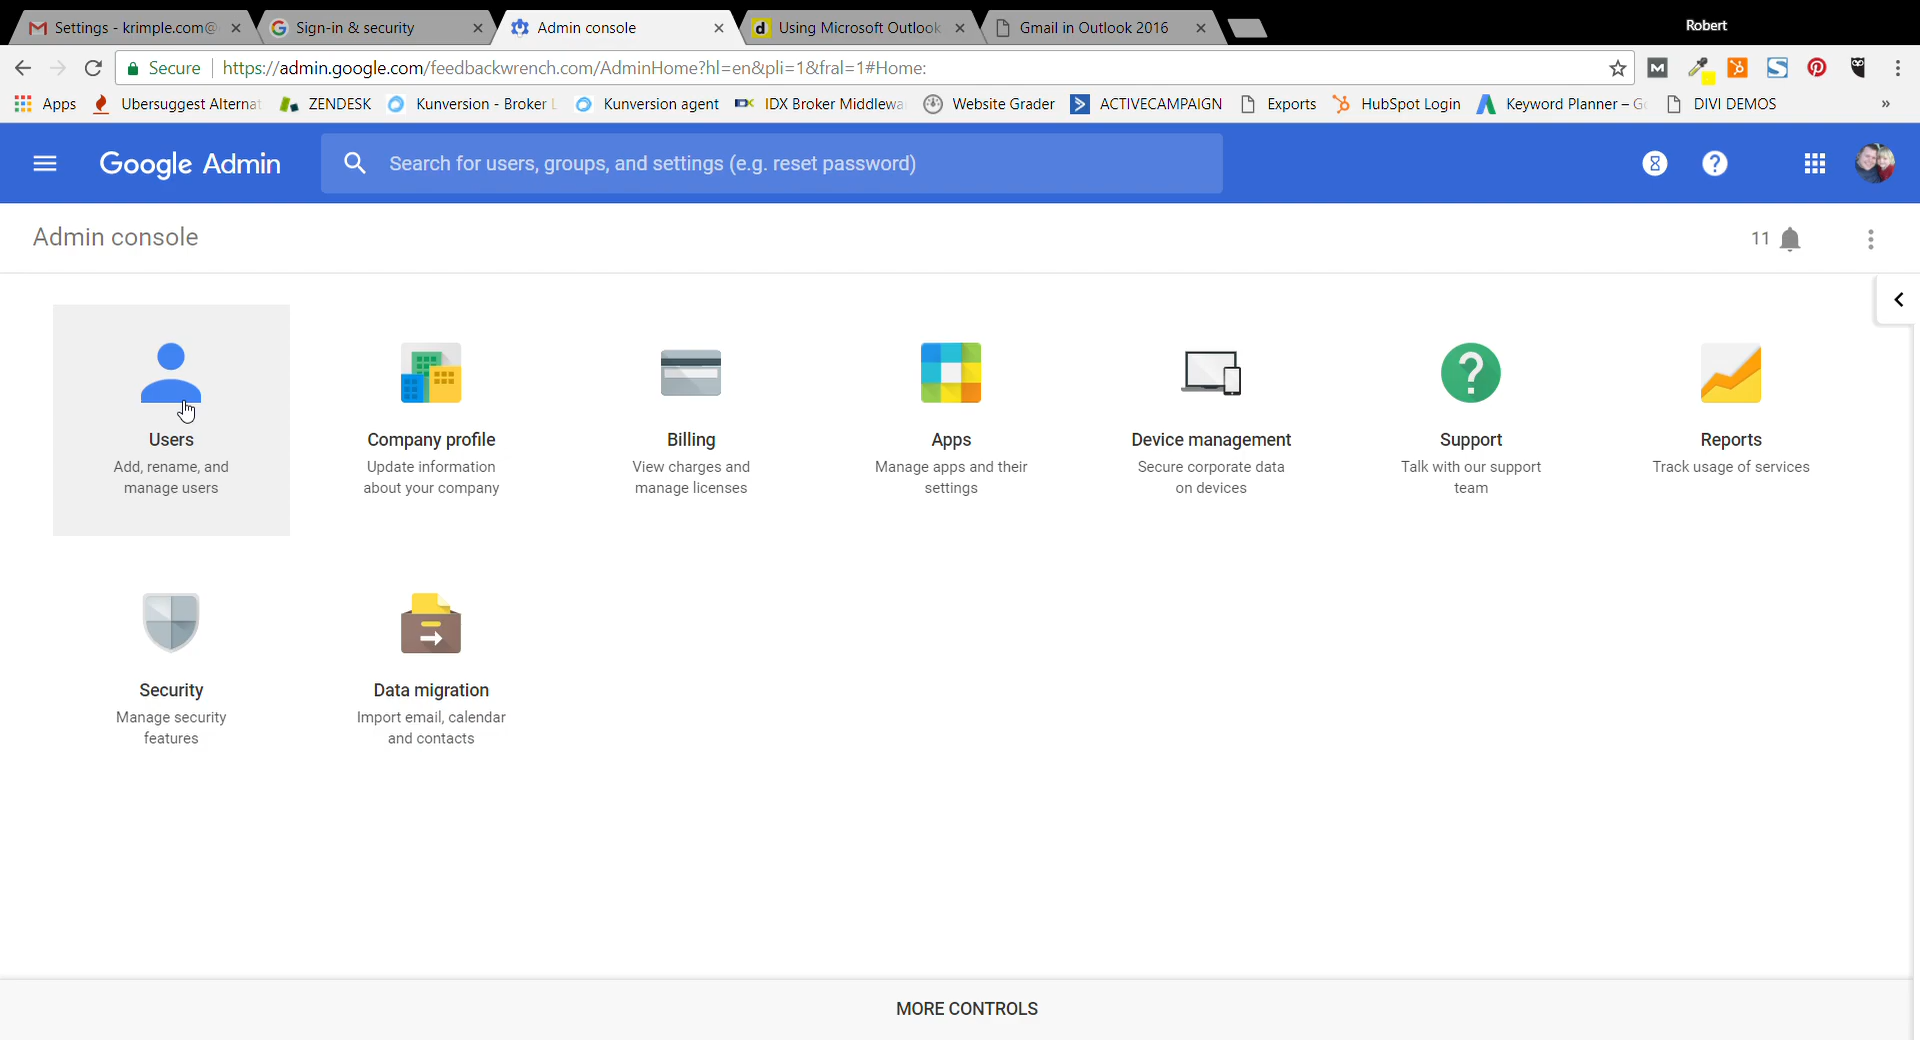 Settings - krimple.com@
Sign-in & security
Admin console
Using Microsoft Outlook
Gmail in Outlook 2016
Robert
Secure
https://admin.google.com/feedbackwrench.com/AdminHome?hl=en&pli=1&fral=1#Home:
Apps
Ubersuggest Alternat
ZENDESK
Kunversion - Broker L
Kunversion agent
IDX Broker Middlewa
Website Grader
ACTIVECAMPAIGN
Exports
HubSpot Login
Keyword Planner – Go
DIVI DEMOS
»
Google Admin
Search for users, groups, and settings (e.g. reset password)
Admin console
11
Users
Add, rename, and
manage users
Company profile
Update information
about your company
Billing
View charges and
manage licenses
Apps
Manage apps and their
settings
Device management
Secure corporate data
on devices
Support
Talk with our support
team
Reports
Track usage of services
Security
Manage security
features
Data migration
Import email, calendar
and contacts
MORE CONTROLS